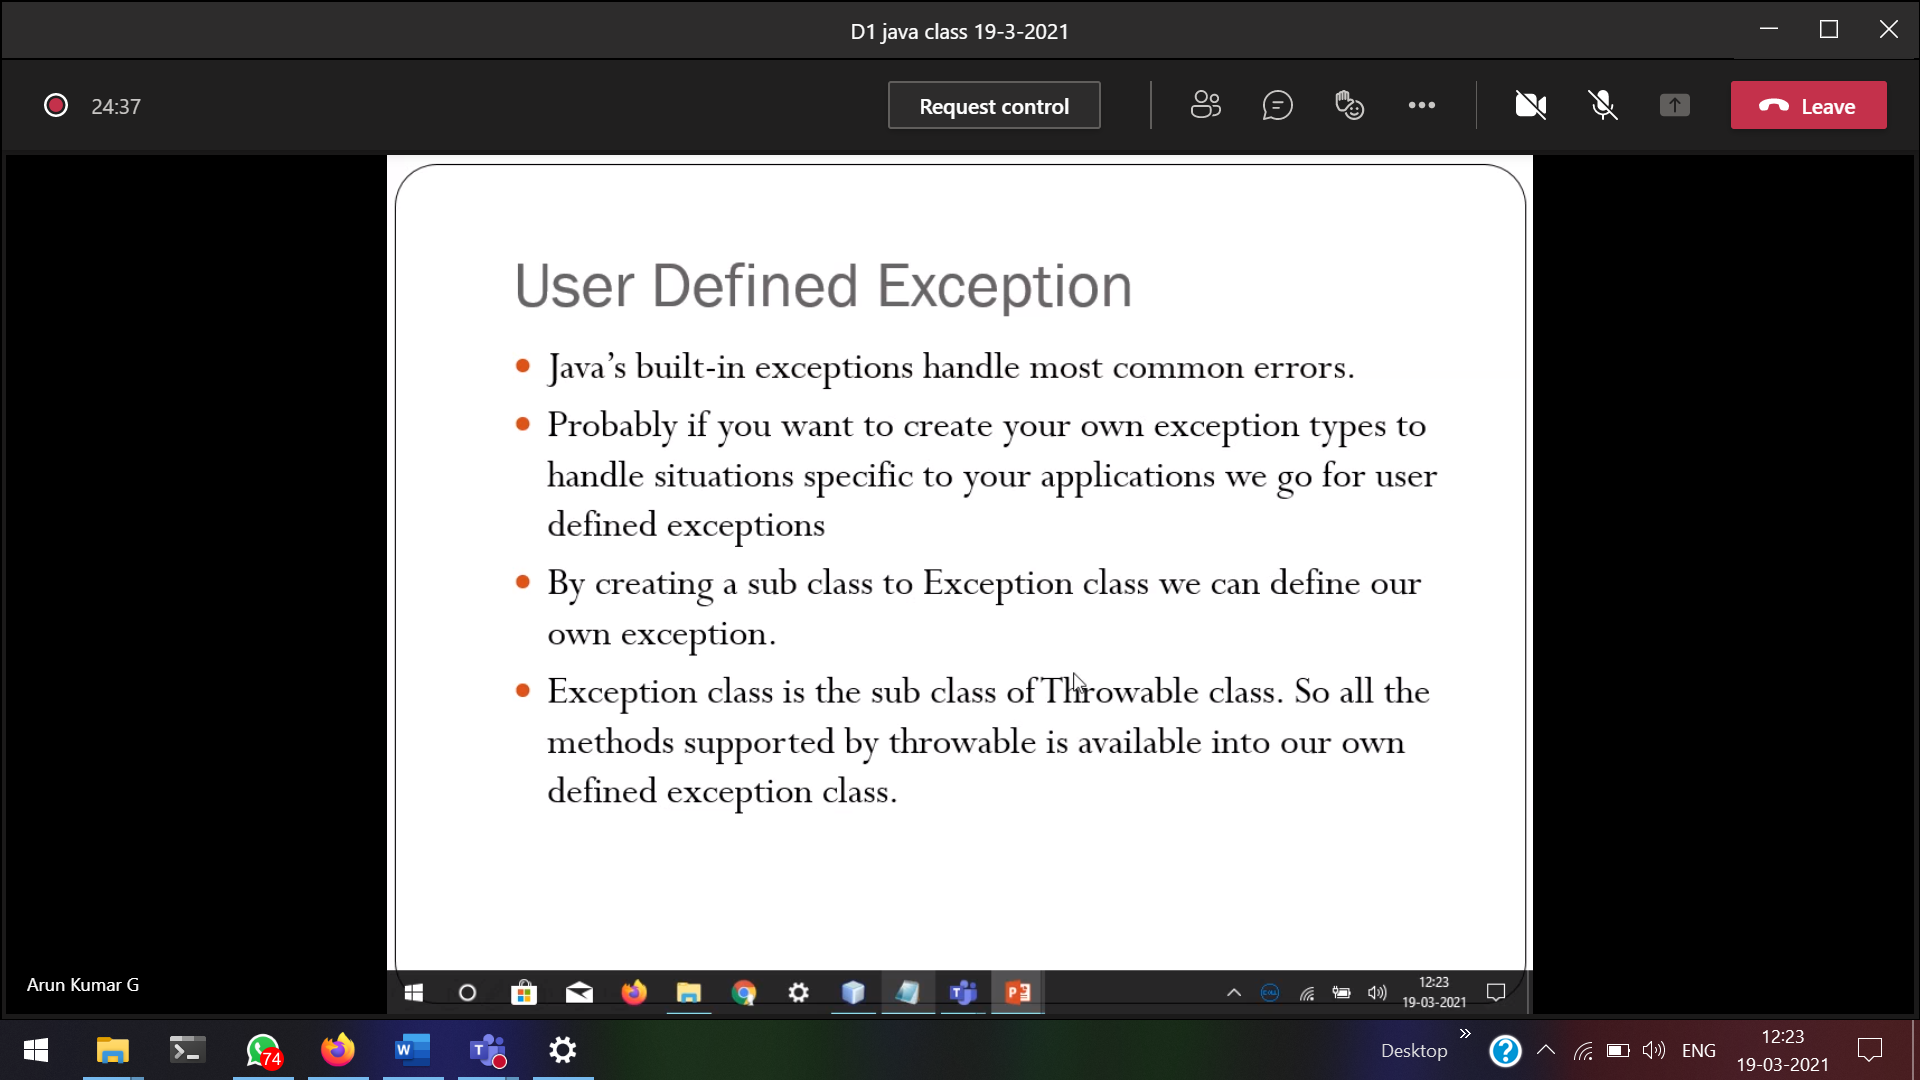 D1 java class 19-3-2021
24:37
Request control
Leave
User Defined Exception
• Java’s built-in exceptions handle most common errors.
• Probably if you want to create your own exception types to
handle situations specific to your applications we go for user
defined exceptions
• By creating a sub class to Exception class we can define our
own exception.
• Exception class is the sub class of Throwable class. So all the
methods supported by throwable is available into our own
defined exception class.
Arun Kumar G
12:23
19-03-2021
74
Desktop
ENG
12:23
19-03-2021